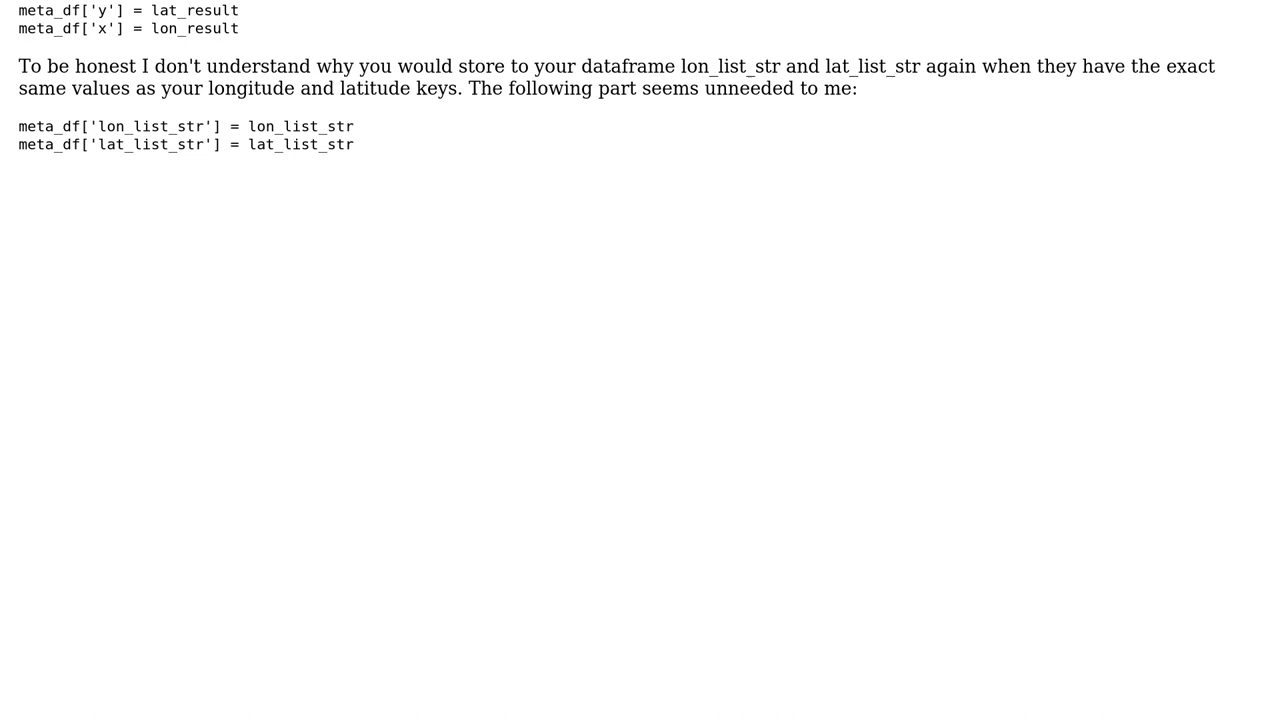 meta_df['y'] = lat_result
meta_df['x'] = lon_result
To be honest I don't understand why you would store to your dataframe lon_list_str and lat_list_str again when they have the exact
same values as your longitude and latitude keys. The following part seems unneeded to me:
meta_df['lon_list_str'] = lon_list_str
meta_df['lat_list_str'] = lat_list_str